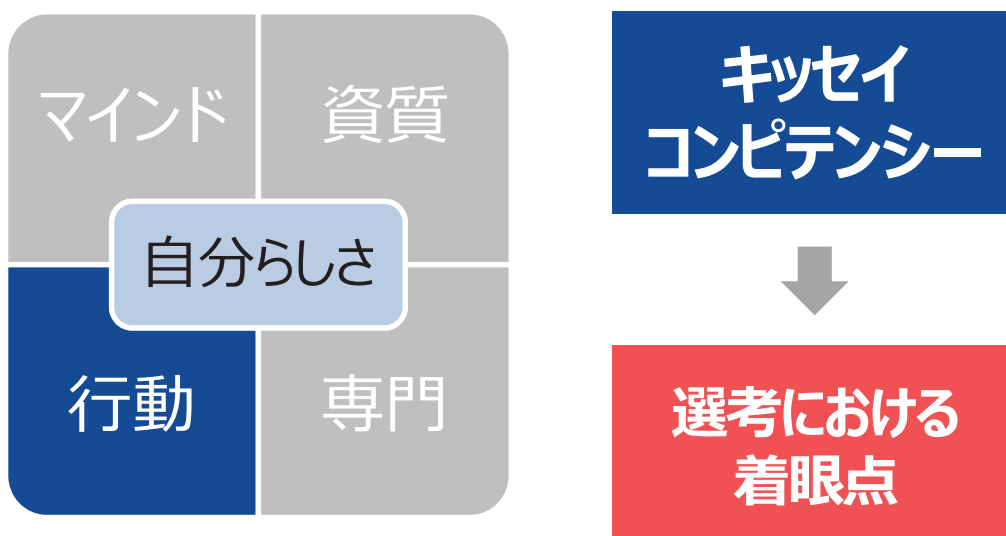 マインド
資質
自分らしさ
行動
専門
キッセイ
コンピテンシー
選考における
着眼点